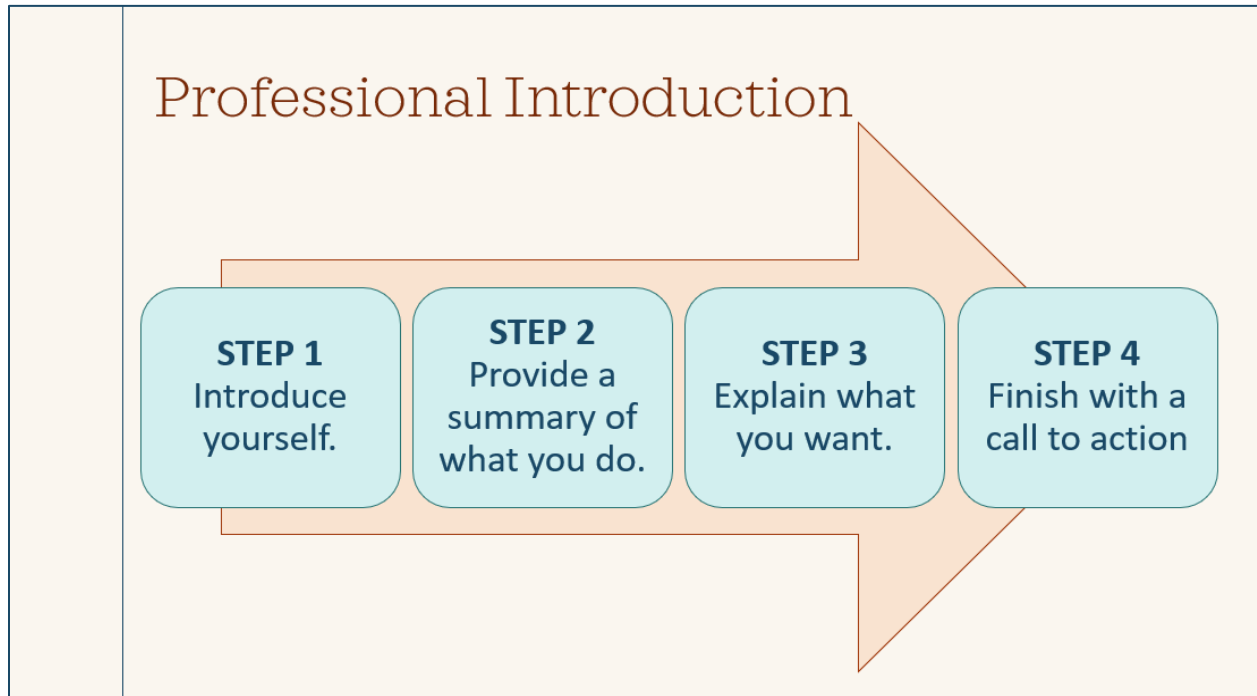 Professional Introduction
STEP 1
Introduce
yourself.
STEP 2
Provide a
summary of
what you do.
STEP 3
Explain what
you want.
STEP 4
Finish with a
call to action